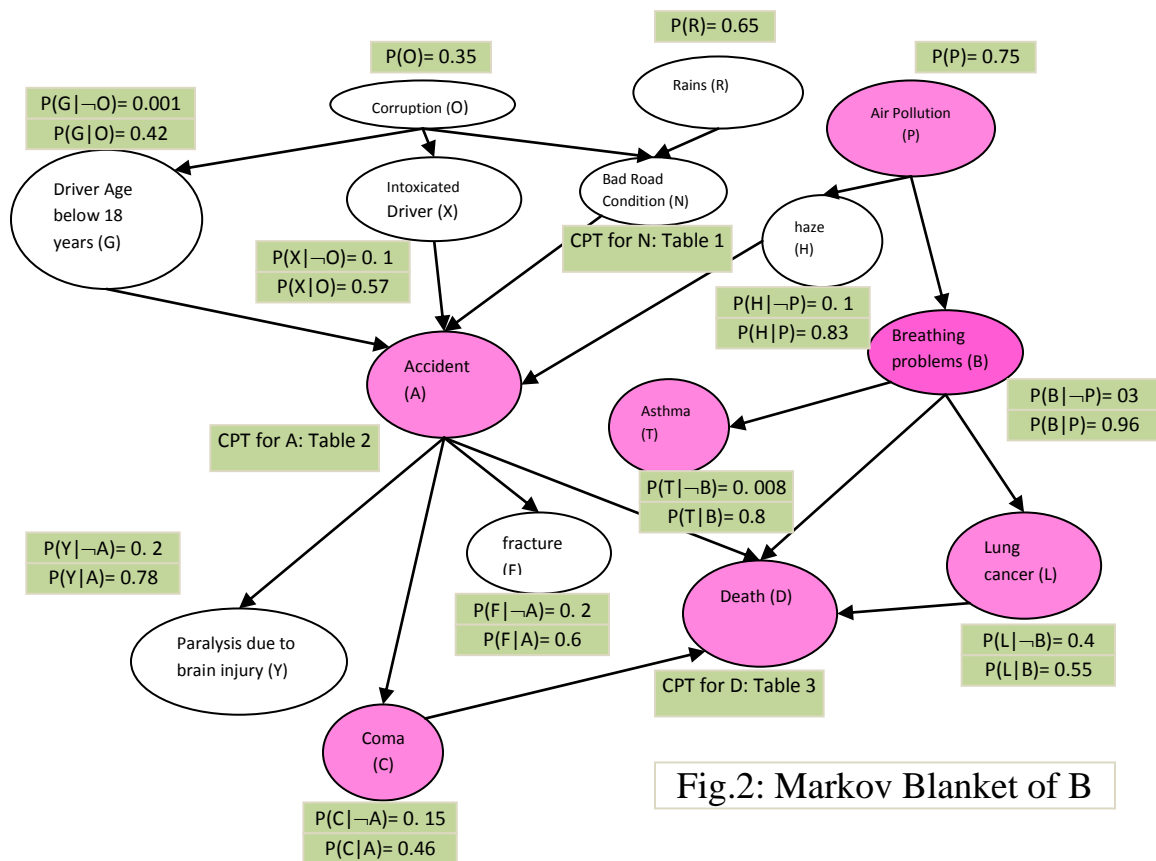 P(R)= 0.65
P(O)= 0.35
P(P)= 0.75
P(G|¬O)= 0.001
P(G|O)= 0.42
Corruption (O)
Rains (R)
Air Pollution
(P)
Driver Age
below 18
years (G)
Intoxicated
Driver (X)
Bad Road
Condition (N)
haze
(H)
CPT for N: Table 1
P(X|¬O)= 0. 1
P(X|O)= 0.57
P(H|¬P)= 0. 1
P(H|P)= 0.83
Breathing
problems (B)
Accident
(A)
P(B|¬P)= 03
P(B|P)= 0.96
Asthma
(T)
CPT for A: Table 2
P(T|¬B)= 0. 008
P(T|B)= 0.8
P(Y|¬A)= 0. 2
P(Y|A)= 0.78
fracture
(F)
Lung
cancer (L)
Death (D)
P(F|¬A)= 0. 2
P(F|A)= 0.6
Paralysis due to
brain injury (Y)
P(L|¬B)= 0.4
P(L|B)= 0.55
CPT for D: Table 3
Coma
(C)
Fig.2: Markov Blanket of B
P(C|¬A)= 0. 15
P(C|A)= 0.46